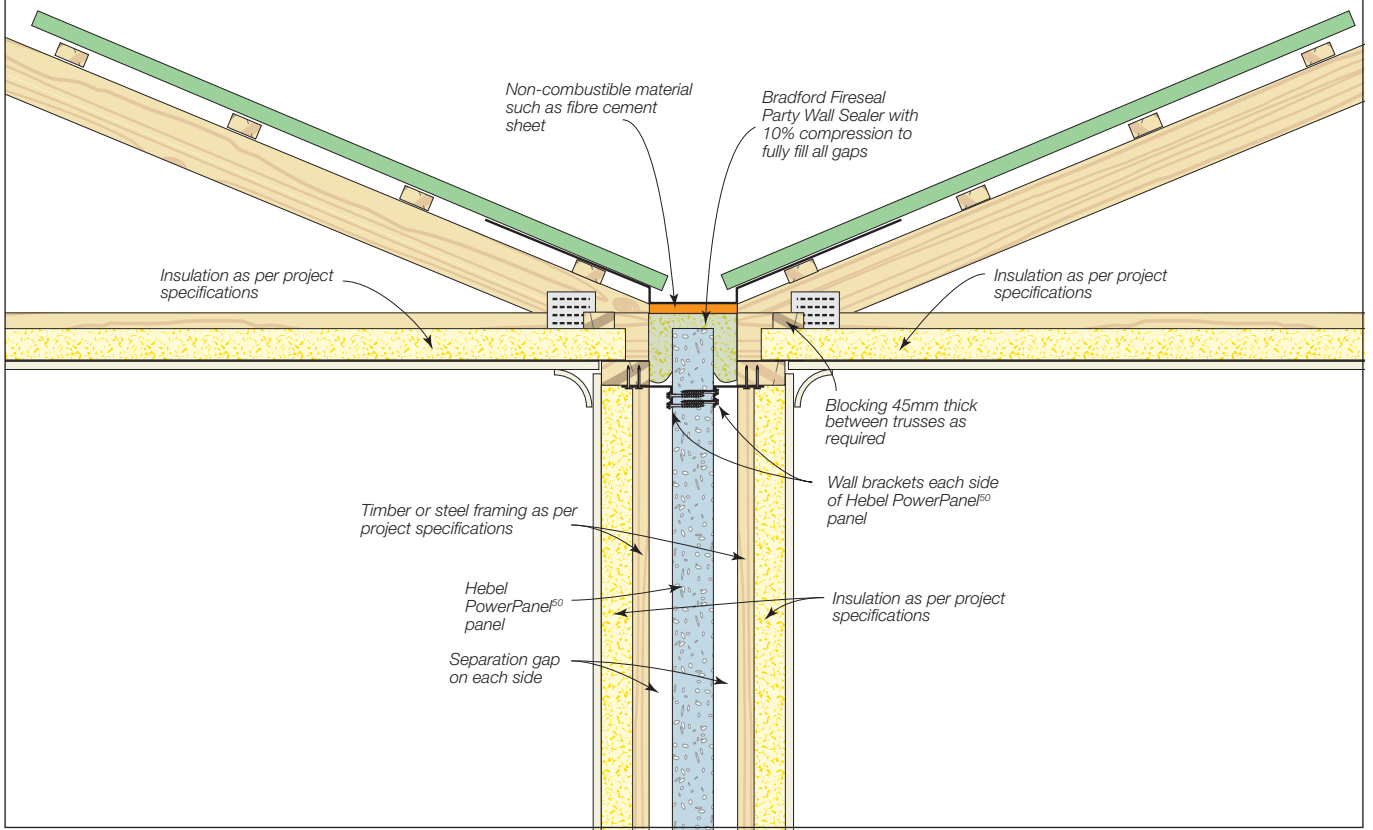 Non-combustible material
such as fibre cement
sheet
Bradford Fireseal
Party Wall Sealer with
10% compression to
fully fill all gaps
Insulation as per project
specifications
Insulation as per project
specifications
Blocking 45mm thick
between trusses as
required
Wall brackets each side
of Hebel PowerPanel⁵⁰
panel
Timber or steel framing as per
project specifications
Hebel
PowerPanel⁵⁰
panel
Insulation as per project
specifications
Separation gap
on each side